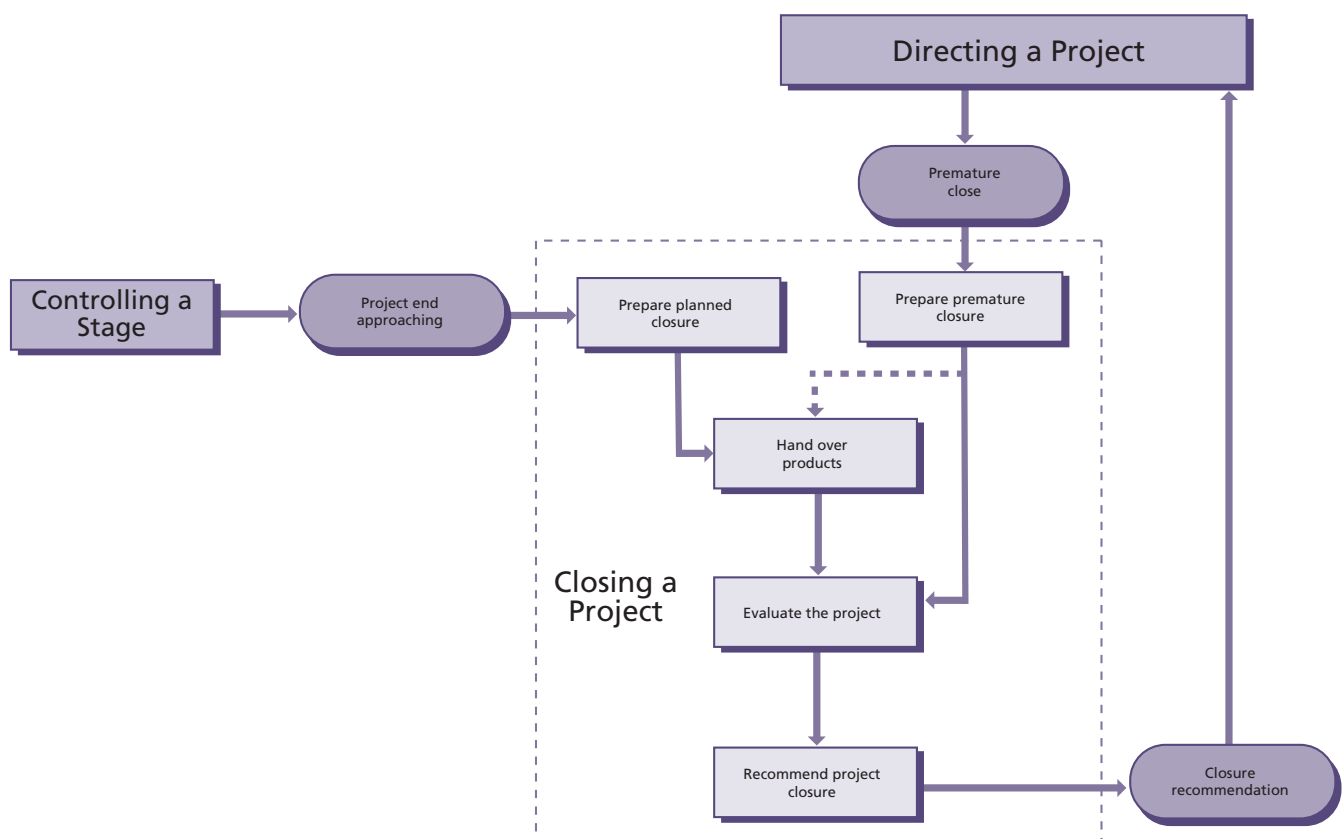 Directing a Project
Premature
close
Controlling a
Stage
Project end
approaching
Prepare planned
closure
Prepare premature
closure
Hand over
products
Closing a
Project
Evaluate the project
Recommend project
closure
Closure
recommendation